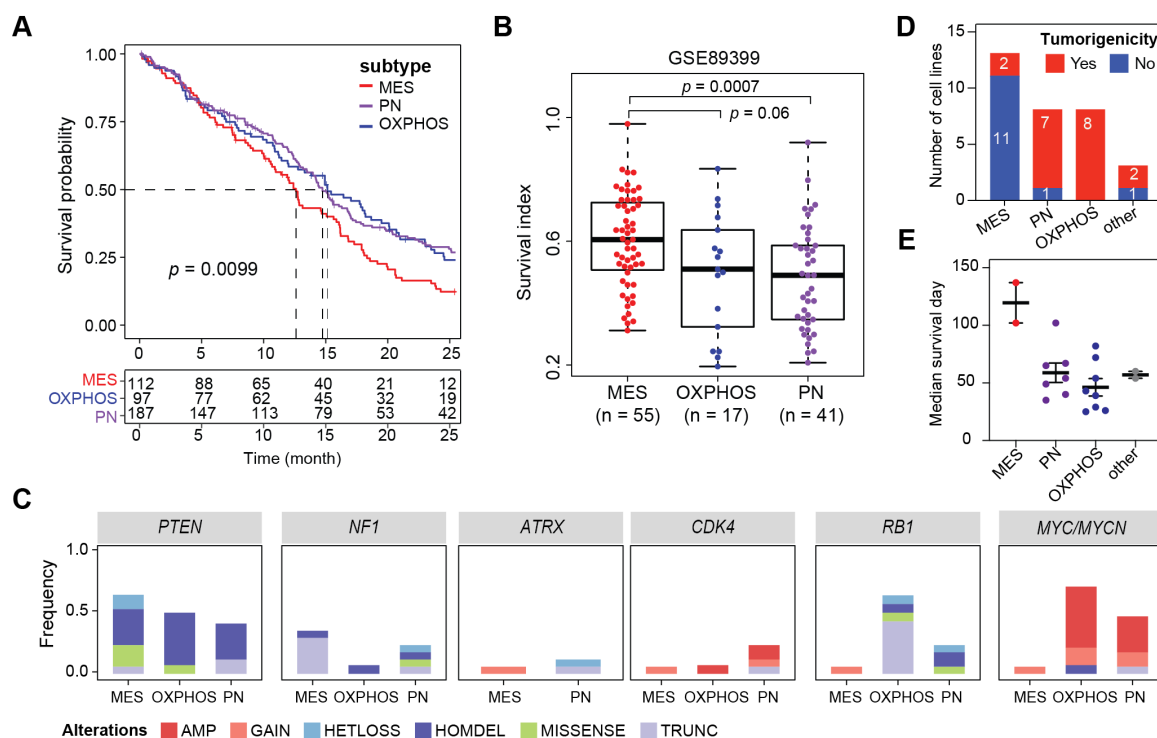 A
subtype
MES
PN
OXPHOS
Survival probability
1.00
0.75
0.50
0.25
0.00
p = 0.0099
0 5 10 15 20 25
MES 112 88 65 40 21 12
OXPHOS 97 77 62 45 32 19
PN 187 147 113 79 53 42
0 5 10 15 20 25
Time (month)
B
GSE89399
p = 0.0007
p = 0.06
Survival index
1.0
0.6
0.2
MES OXPHOS PN
(n = 55) (n = 17) (n = 41)
D
Tumorigenicity
Yes No
Number of cell lines
15
10
5
0
2 7 8 2
11 1 1
MES PN OXPHOS other
E
Median survival day
150
100
50
0
MES PN OXPHOS other
C
PTEN NF1 ATRX CDK4 RB1 MYC/MYCN
Frequency
1.0
0.5
0.0
MES OXPHOS PN MES OXPHOS PN MES PN MES OXPHOS PN MES OXPHOS PN MES OXPHOS PN
Alterations AMP GAIN HETLOSS HOMDEL MISSENSE TRUNC